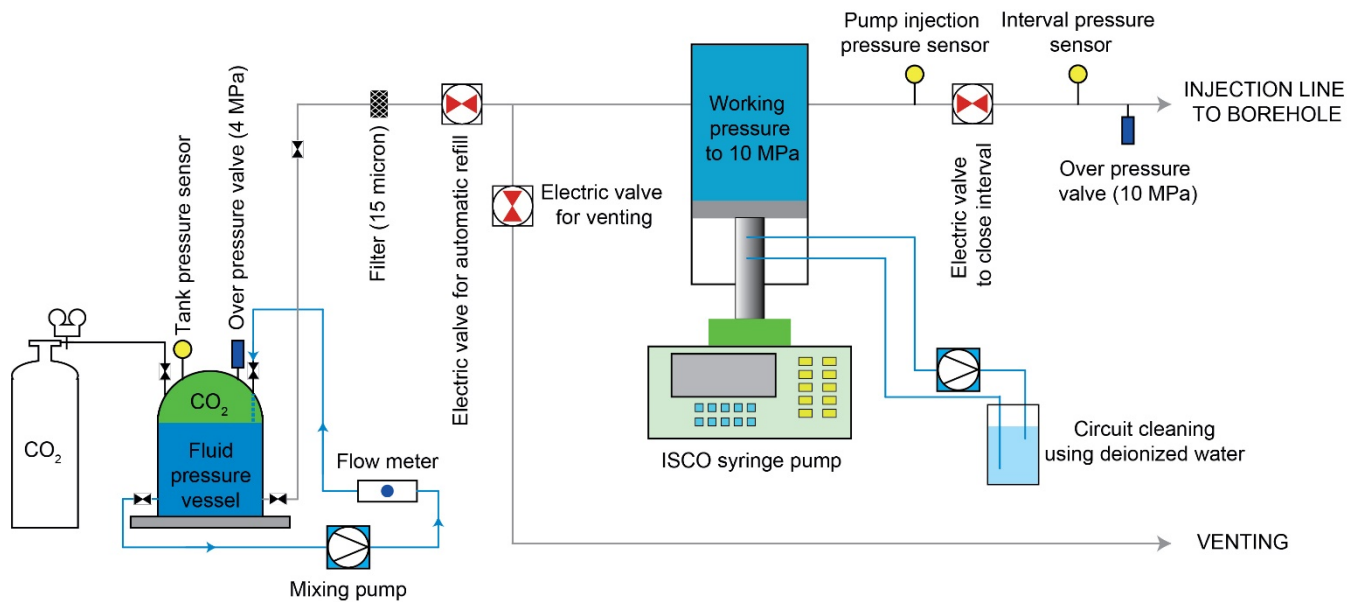 Pump injection
pressure sensor
Interval pressure
sensor
INJECTION LINE
TO BOREHOLE
Working
pressure
to 10 MPa
Over pressure
valve (10 MPa)
Electric valve
to close interval
Tank pressure sensor
Over pressure valve (4 MPa)
Filter (15 micron)
Electric valve for automatic refill
Electric valve
for venting
CO₂
CO₂
Fluid
pressure
vessel
Flow meter
Mixing pump
ISCO syringe pump
Circuit cleaning
using deionized water
VENTING